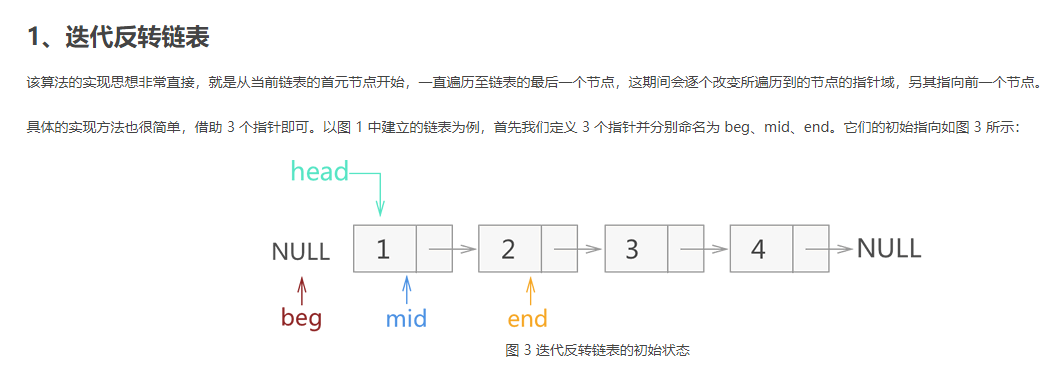 1、迭代反转链表
该算法的实现思想非常直接，就是从当前链表的首元节点开始，一直遍历至链表的最后一个节点，这期间会逐个改变所遍历到的节点的指针域，另其指向前一个节点。
具体的实现方法也很简单，借助 3 个指针即可。以图 1 中建立的链表为例，首先我们定义 3 个指针并分别命名为 beg、mid、end。它们的初始指向如图 3 所示：
head
NULL 1 2 3 4 NULL
beg mid end
图 3 迭代反转链表的初始状态